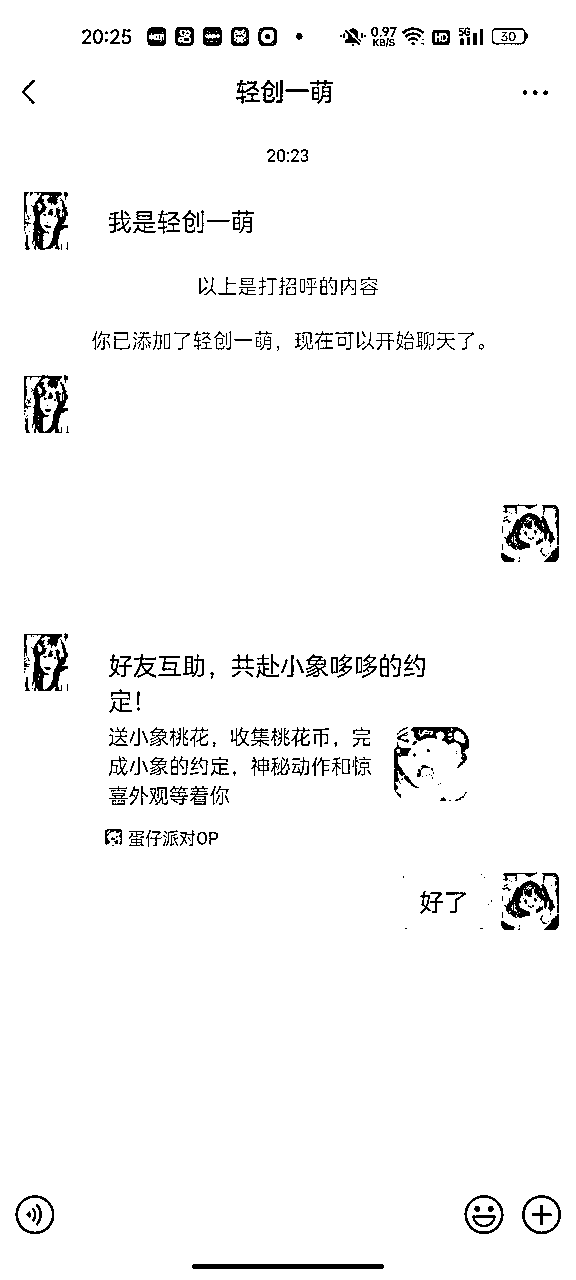 20:25
0.97
KB/S
HD
5G
30
轻创一萌
20:23
我是轻创一萌
以上是打招呼的内容
你已添加了轻创一萌，现在可以开始聊天了。
好友互助，共赴小象哆哆的约
定！
送小象桃花，收集桃花币，完
成小象的约定，神秘动作和惊
喜外观等着你
蛋仔派对OP
好了